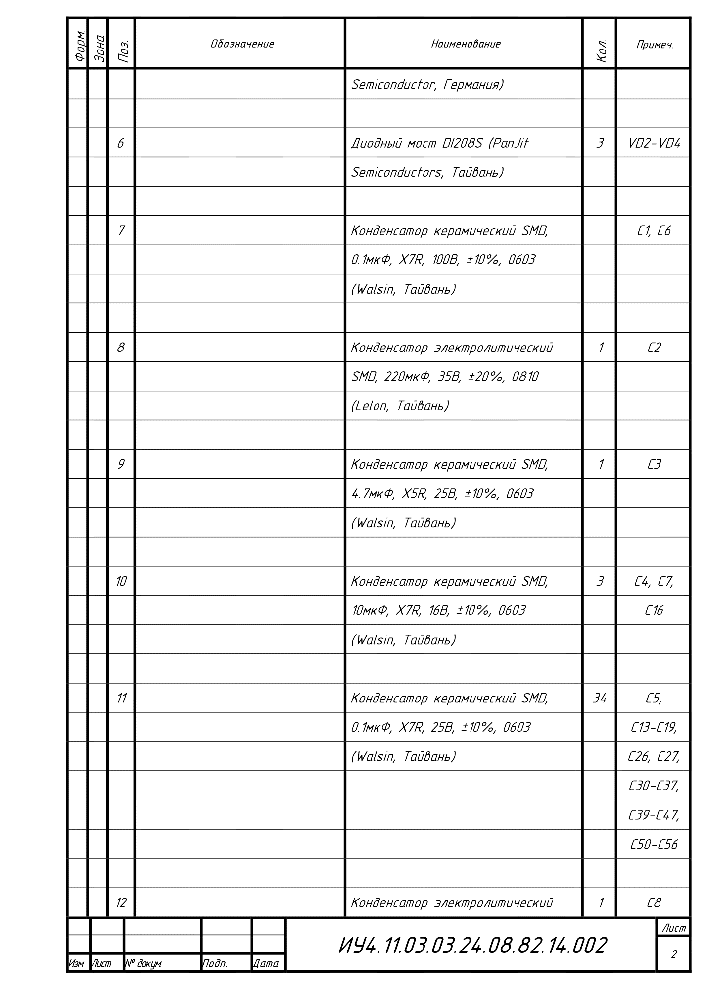 Форм. Зона Поз. Обозначение Наименование Кол. Примеч.
Semiconductor, Германия)
6 Диодный мост DI208S (PanJit 3 VD2-VD4
Semiconductors, Тайвань)
7 Конденсатор керамический SMD, C1, C6
0.1мкФ, X7R, 100В, ±10%, 0603
(Walsin, Тайвань)
8 Конденсатор электролитический 1 C2
SMD, 220мкФ, 35В, ±20%, 0810
(Lelon, Тайвань)
9 Конденсатор керамический SMD, 1 C3
4.7мкФ, X5R, 25В, ±10%, 0603
(Walsin, Тайвань)
10 Конденсатор керамический SMD, 3 C4, C7,
10мкФ, X7R, 16В, ±10%, 0603 C16
(Walsin, Тайвань)
11 Конденсатор керамический SMD, 34 C5,
0.1мкФ, X7R, 25В, ±10%, 0603 C13-C19,
(Walsin, Тайвань) C26, C27,
C30-C37,
C39-C47,
C50-C56
12 Конденсатор электролитический 1 C8
Изм Лист № докум. Подп. Дата
ИУ4.11.03.03.24.08.82.14.002
Лист
2